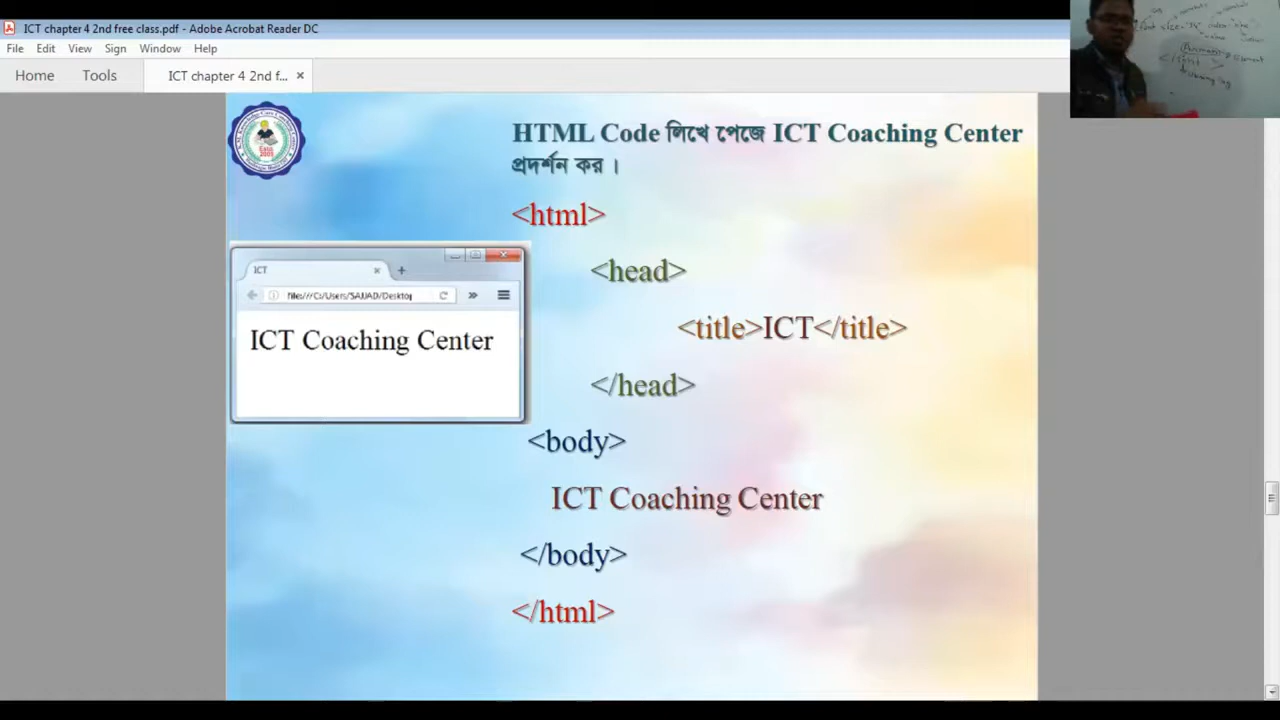 ICT chapter 4 2nd free class.pdf - Adobe Acrobat Reader DC
File Edit View Sign Window Help
Home Tools ICT chapter 4 2nd f... ×
HTML Code লিখে পেজে ICT Coaching Center
প্রদর্শন কর ।
<html>
<head>
<title>ICT</title>
</head>
<body>
ICT Coaching Center
</body>
</html>
ICT
file:///C:/Users/SAJJAD/Desktop
ICT Coaching Center